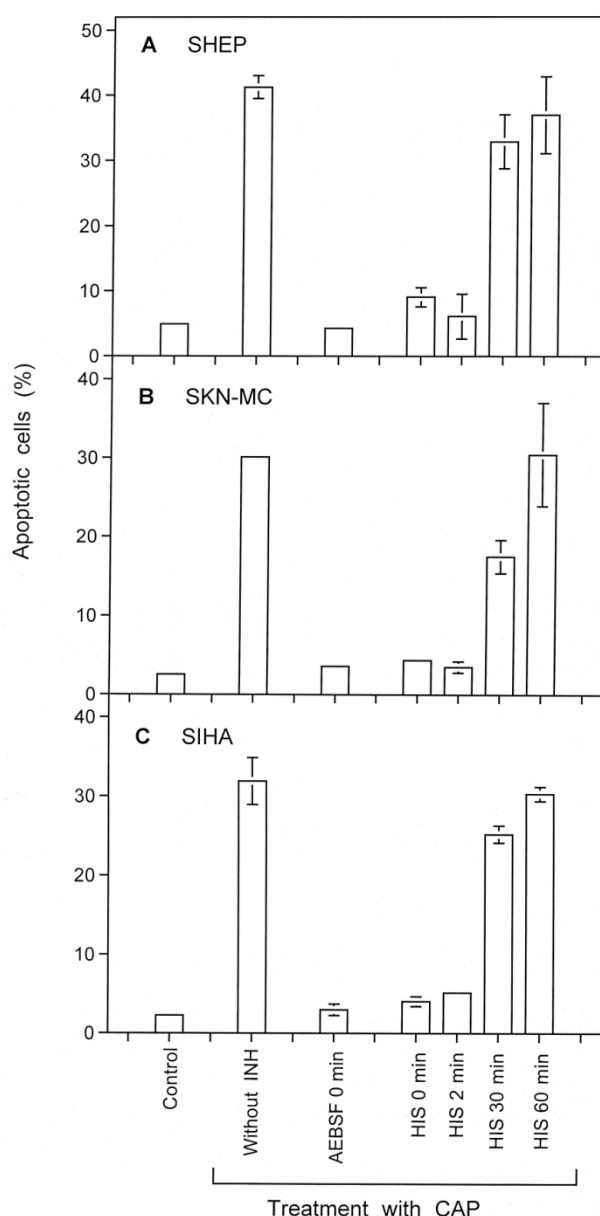 A SHEP
50
40
30
20
10
0
B SKN-MC
40
30
20
10
0
C SIHA
40
30
20
10
0
Apoptotic cells (%)
Control
Without INH
AEBSF 0 min
HIS 0 min
HIS 2 min
HIS 30 min
HIS 60 min
Treatment with CAP